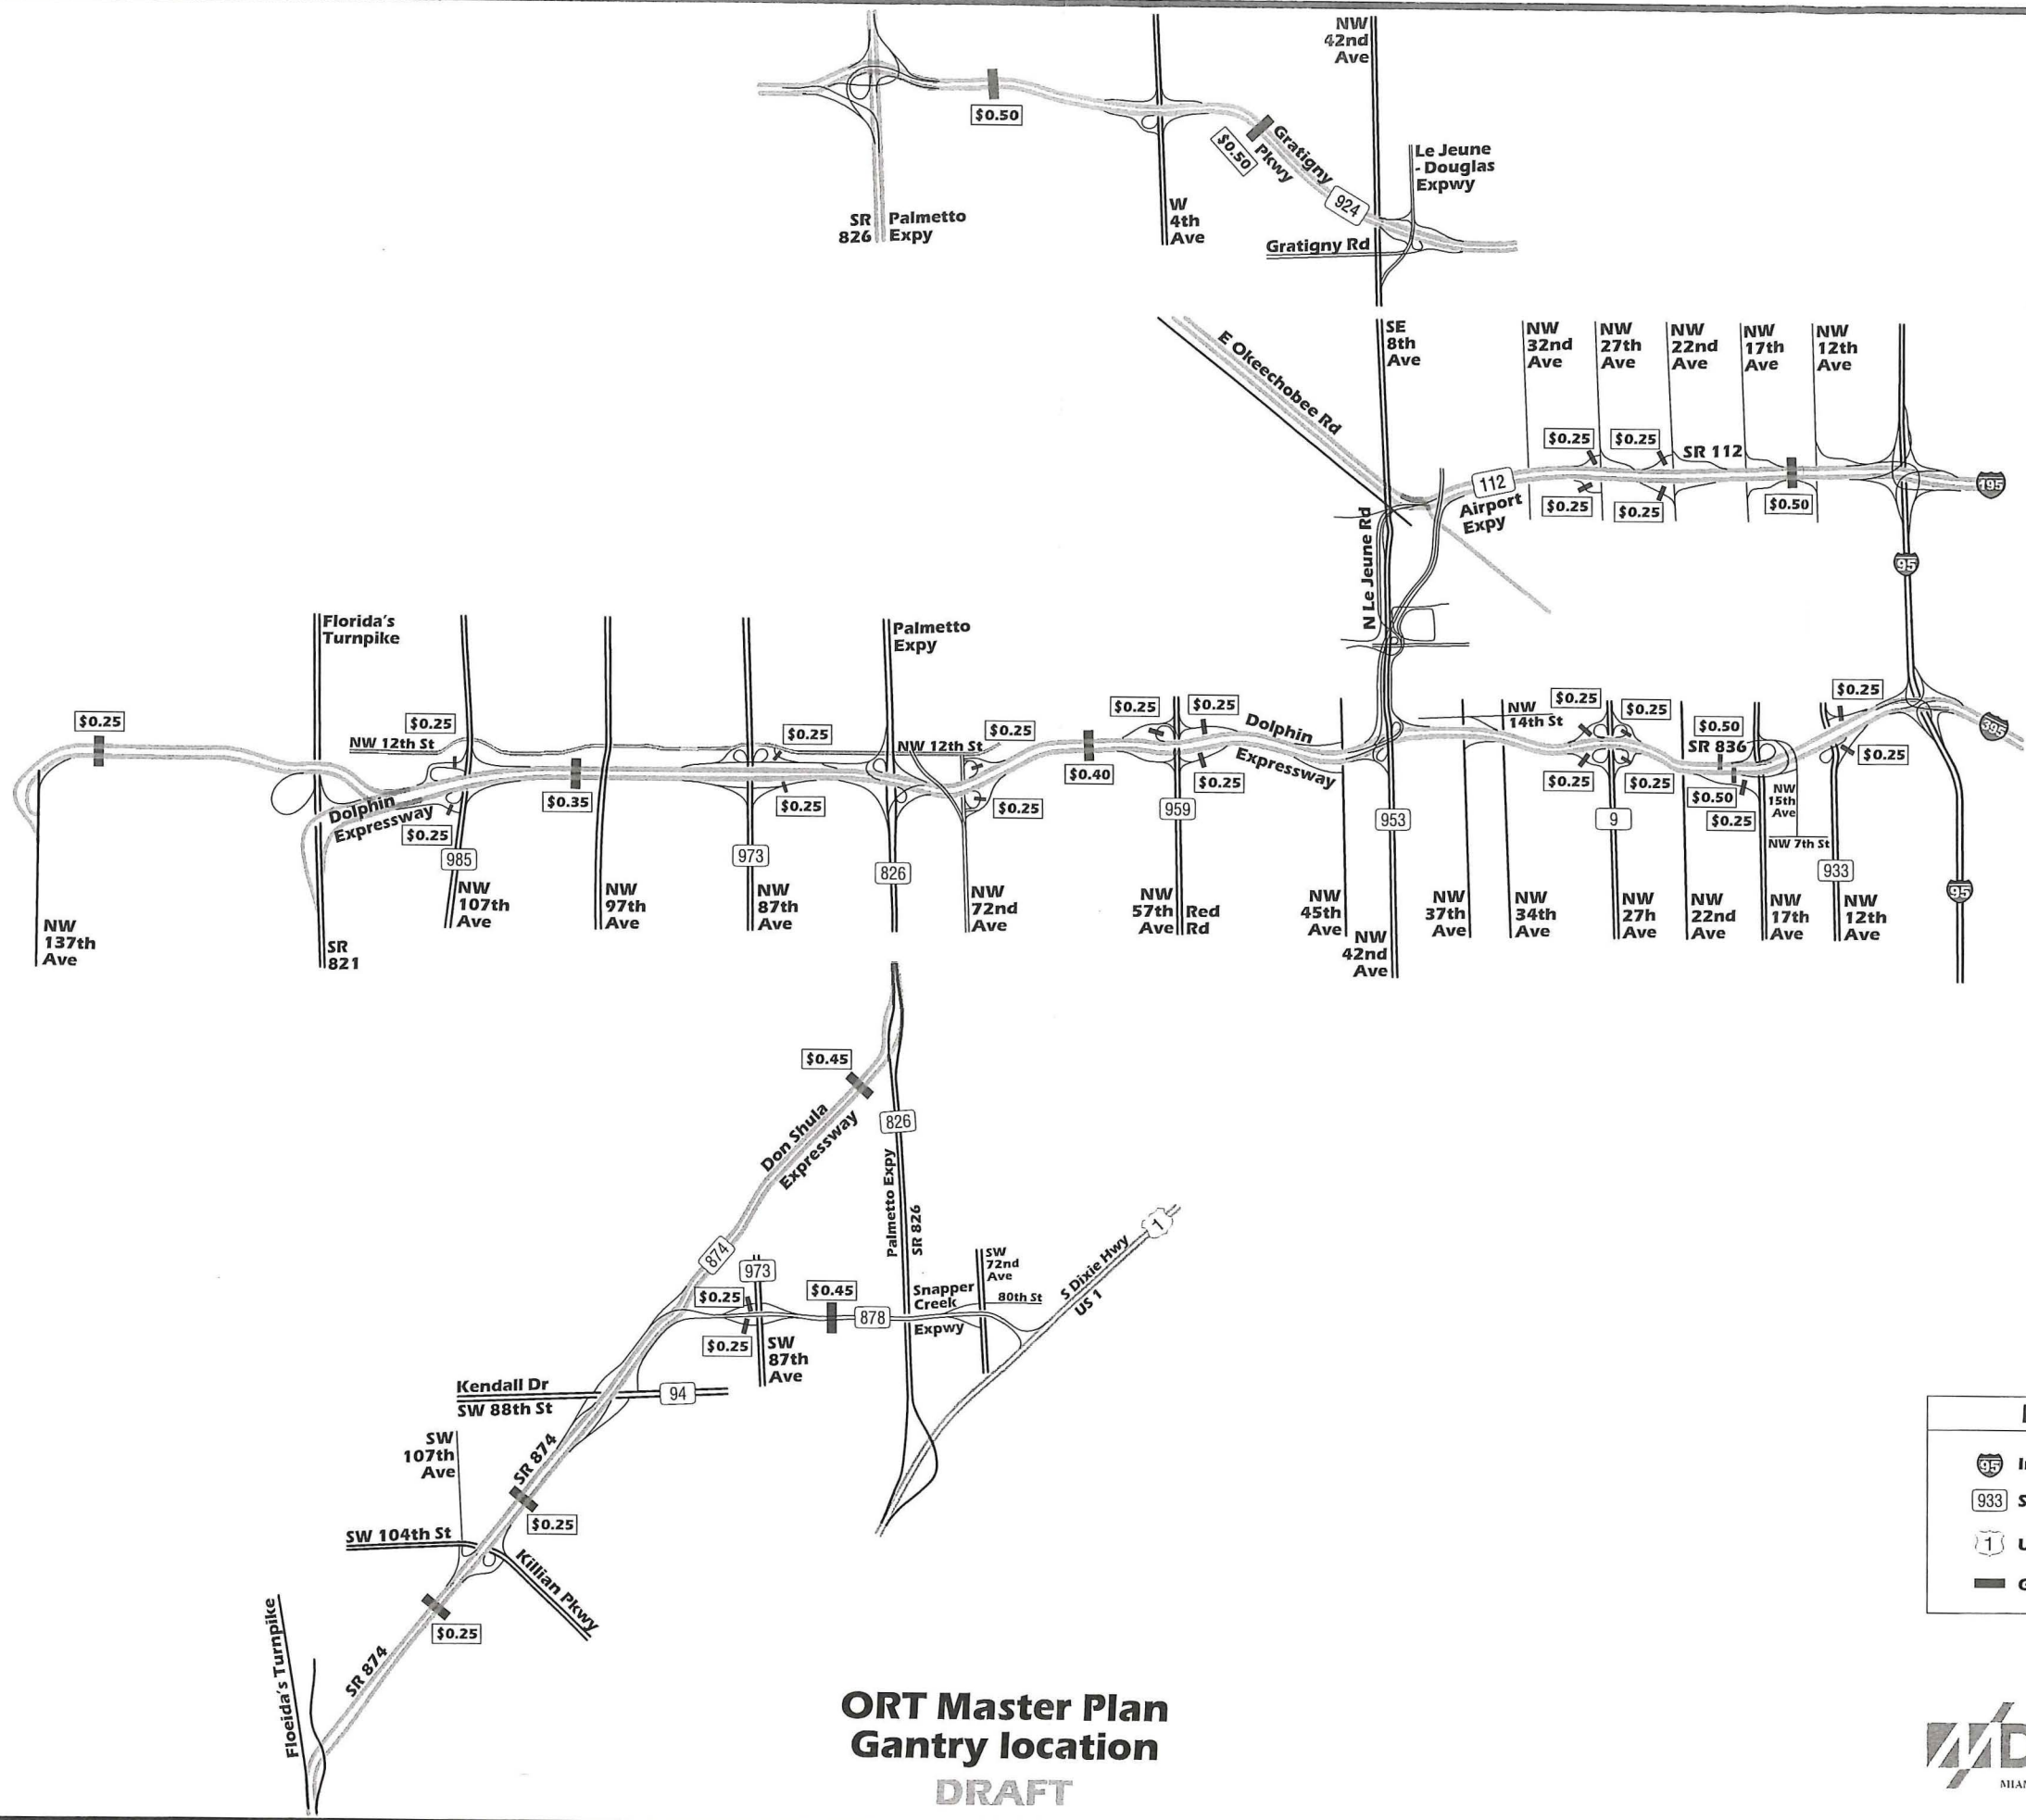 NW
42nd
Ave
$0.50
$0.50
Gratigny
Pkwy
924
Le Jeune
- Douglas
Expwy
SR
826
Palmetto
Expy
W
4th
Ave
Gratigny Rd
E Okeechobee Rd
SE
8th
Ave
NW
32nd
Ave
NW
27th
Ave
NW
22nd
Ave
NW
17th
Ave
NW
12th
Ave
$0.25
$0.25
SR 112
112
Airport
Expy
$0.25
$0.25
$0.50
195
N Le Jeune Rd
95
Florida's
Turnpike
Palmetto
Expy
$0.25
$0.25
NW 12th St
$0.25
NW 12th St
$0.25
$0.25
$0.25
Dolphin
Expressway
NW
14th St
$0.25
$0.25
$0.50
SR 836
$0.25
395
$0.25
$0.35
$0.25
$0.25
$0.40
$0.25
$0.25
$0.25
$0.50
$0.25
NW
15th
Ave
NW 7th St
Dolphin
Expressway
$0.25
985
973
826
959
953
9
933
95
NW
137th
Ave
SR
821
NW
107th
Ave
NW
97th
Ave
NW
87th
Ave
NW
72nd
Ave
NW
57th
Ave
Red
Rd
NW
45th
Ave
NW
42nd
Ave
NW
37th
Ave
NW
34th
Ave
NW
27h
Ave
NW
22nd
Ave
NW
17th
Ave
NW
12th
Ave
$0.45
Don Shula
Expressway
826
Palmetto Expy
SR 826
874
973
$0.25
$0.45
878
Snapper
Creek
Expwy
SW
72nd
Ave
80th St
S Dixie Hwy
US 1
1
$0.25
SW
87th
Ave
Kendall Dr
SW 88th St
94
SW
107th
Ave
SR 874
$0.25
SW 104th St
Killian Pkwy
$0.25
SR 874
Floeida's Turnpike
95
933
1
ORT Master Plan
Gantry location
DRAFT
MIA